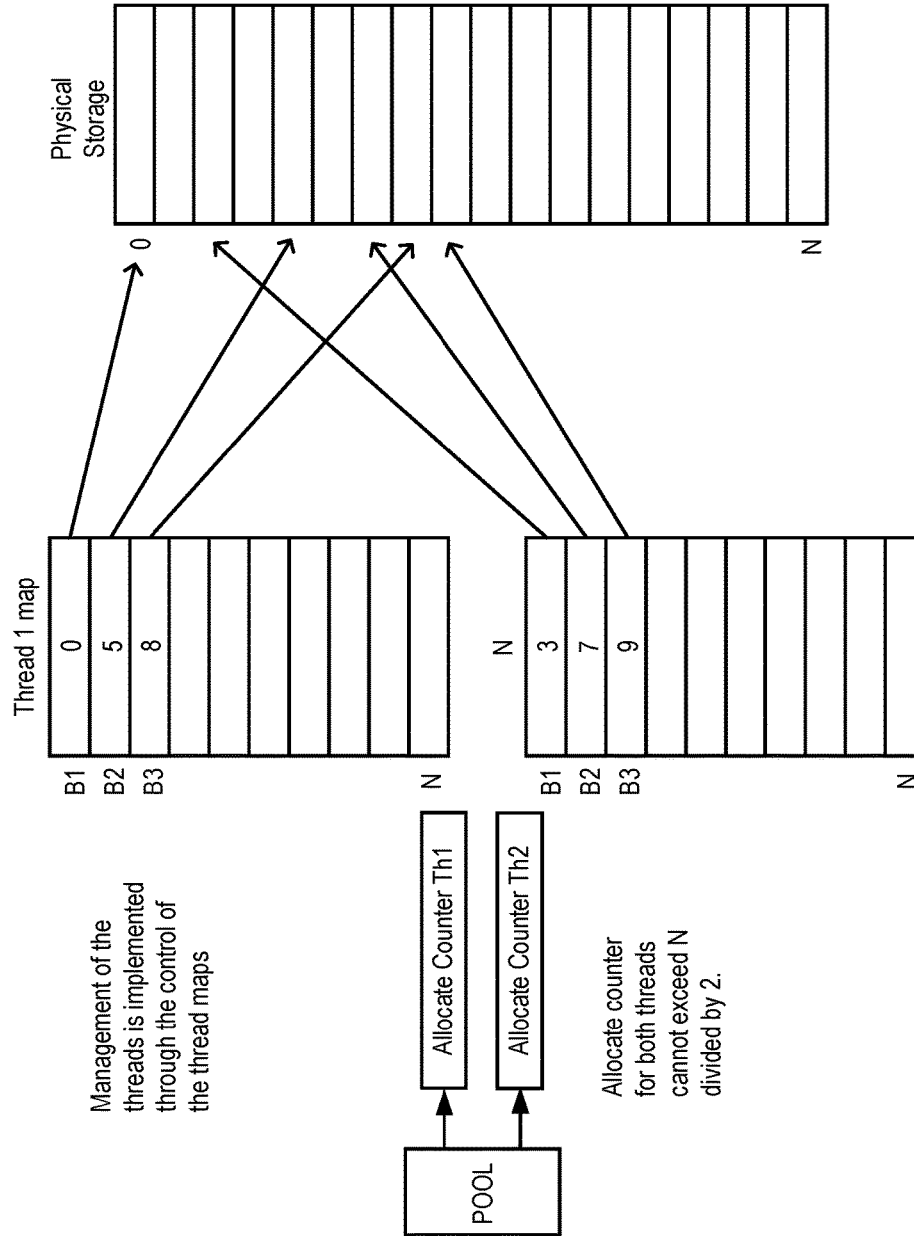 Management of the
threads is implemented
through the control of
the thread maps
Thread 1 map
B1
0
B2
5
B3
8
N
Physical
Storage
0
N
POOL
Allocate Counter Th1
Allocate Counter Th2
Allocate counter
for both threads
cannot exceed N
divided by 2.
N
B1
3
B2
7
B3
9
N